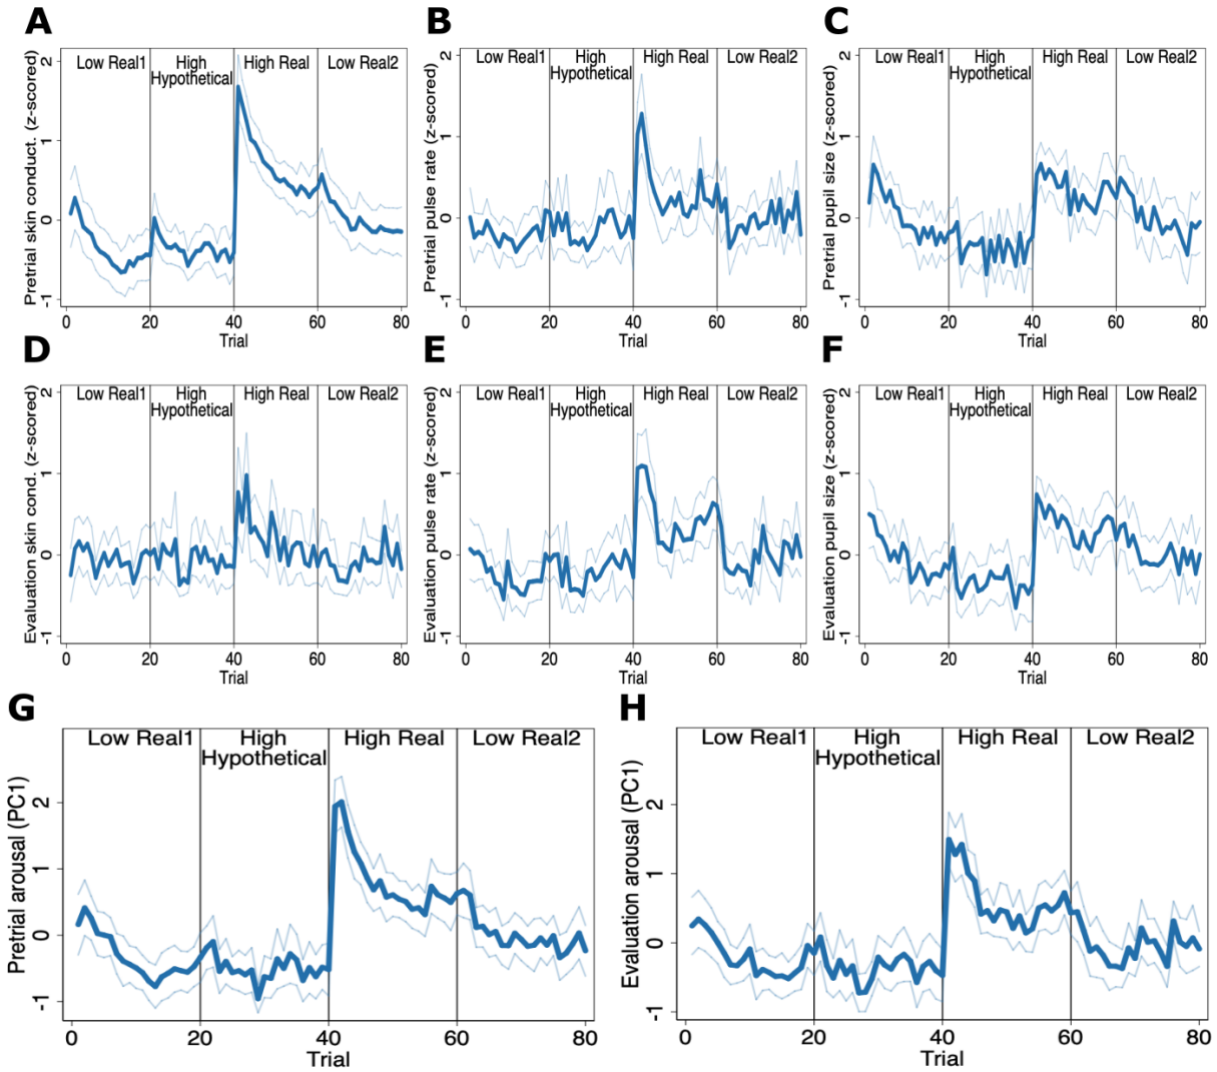 A
Pretrial skin conduct. (z-scored)
Low Real1
High
Hypothetical
High Real
Low Real2
2
1
0
-1
0 20 40 60 80
Trial
B
Pretrial pulse rate (z-scored)
Low Real1
High
Hypothetical
High Real
Low Real2
2
1
0
-1
0 20 40 60 80
Trial
C
Pretrial pupil size (z-scored)
Low Real1
High
Hypothetical
High Real
Low Real2
2
1
0
-1
0 20 40 60 80
Trial
D
Evaluation skin cond. (z-scored)
Low Real1
High
Hypothetical
High Real
Low Real2
2
1
0
-1
0 20 40 60 80
Trial
E
Evaluation pulse rate (z-scored)
Low Real1
High
Hypothetical
High Real
Low Real2
2
1
0
-1
0 20 40 60 80
Trial
F
Evaluation pupil size (z-scored)
Low Real1
High
Hypothetical
High Real
Low Real2
2
1
0
-1
0 20 40 60 80
Trial
G
Pretrial arousal (PC1)
Low Real1
High
Hypothetical
High Real
Low Real2
2
1
0
-1
0 20 40 60 80
Trial
H
Evaluation arousal (PC1)
Low Real1
High
Hypothetical
High Real
Low Real2
2
1
0
-1
0 20 40 60 80
Trial